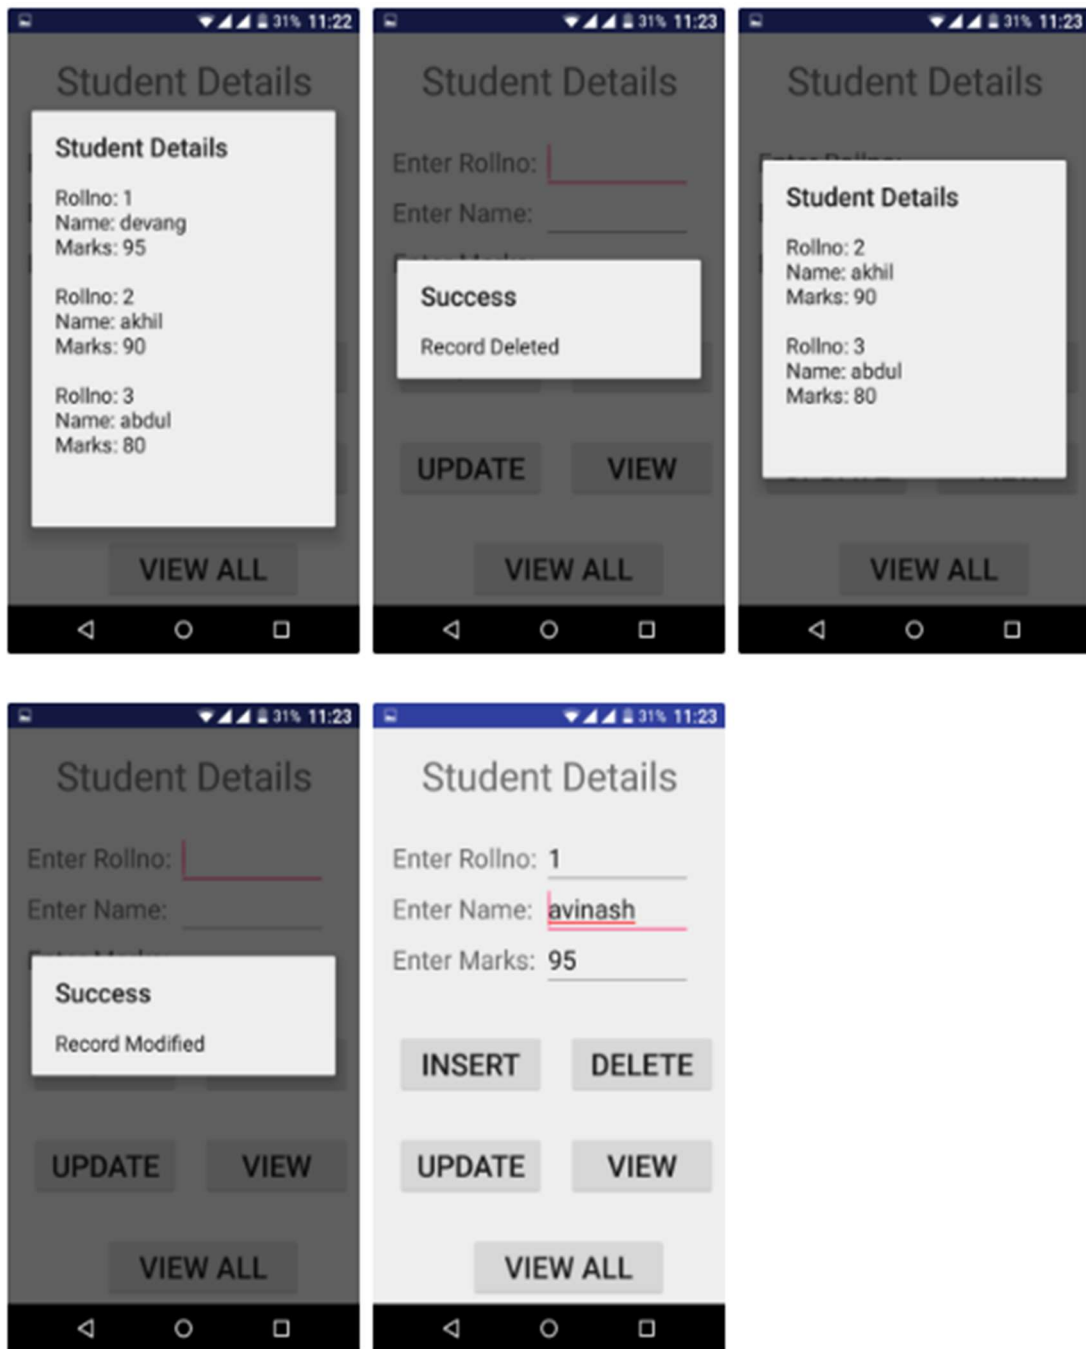 31% 11:22
Student Details
Student Details
Rollno: 1
Name: devang
Marks: 95
Rollno: 2
Name: akhil
Marks: 90
Rollno: 3
Name: abdul
Marks: 80
VIEW ALL
31% 11:23
Student Details
Enter Rollno:
Enter Name:
Success
Record Deleted
UPDATE VIEW
VIEW ALL
31% 11:23
Student Details
Enter Rollno:
Student Details
Rollno: 2
Name: akhil
Marks: 90
Rollno: 3
Name: abdul
Marks: 80
VIEW ALL
31% 11:23
Student Details
Enter Rollno:
Enter Name:
Success
Record Modified
UPDATE VIEW
VIEW ALL
31% 11:23
Student Details
Enter Rollno: 1
Enter Name: avinash
Enter Marks: 95
INSERT DELETE
UPDATE VIEW
VIEW ALL